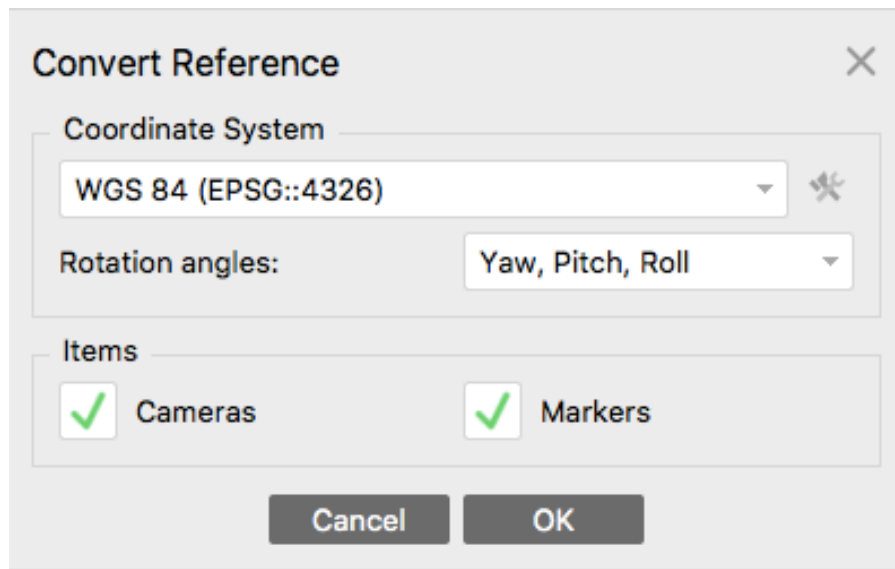 Convert Reference
Coordinate System
WGS 84 (EPSG::4326)
Rotation angles: Yaw, Pitch, Roll
Items
Cameras Markers
Cancel OK